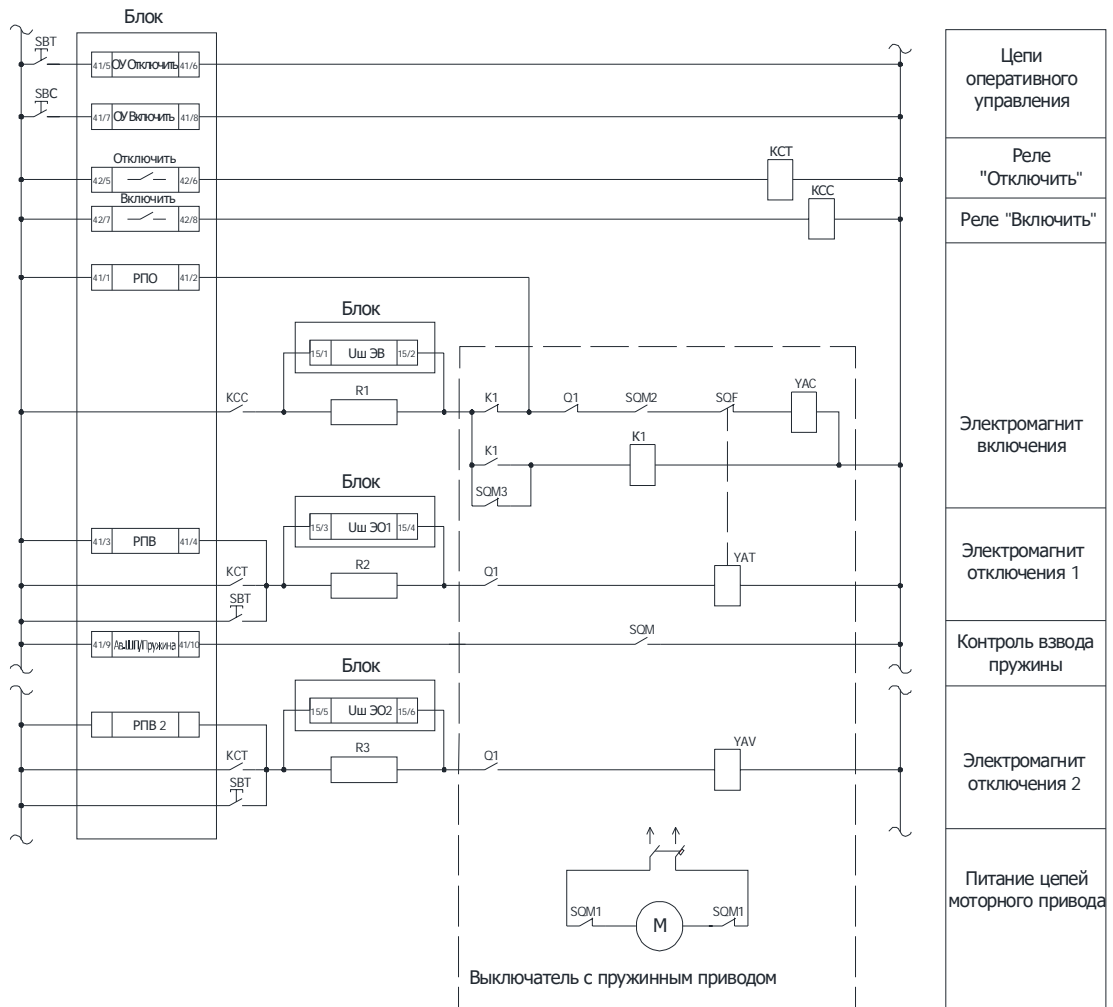 Блок
SBT
41/5 ОУ Отключить 41/6
SBC
41/7 ОУ Включить 41/8
Отключить
42/5 42/6
KCT
Включить
42/7 42/8
KCC
41/1 РПО 41/2
Блок
15/1 Uш ЭВ 15/2
R1
KCC
K1
Q1
SQM2
SQF
YAC
K1
K1
SQM3
Блок
15/3 Uш ЭО1 15/4
41/3 РПВ 41/4
R2
KCT
Q1
YAT
SBT
41/9 Ав.ШП/Пружина 41/10
SQM
Блок
15/5 Uш ЭО2 15/6
РПВ 2
R3
KCT
Q1
YAV
SBT
SQM1
M
SQM1
Выключатель с пружинным приводом
Цепи
оперативного
управления
Реле
"Отключить"
Реле "Включить"
Электромагнит
включения
Электромагнит
отключения 1
Контроль взвода
пружины
Электромагнит
отключения 2
Питание цепей
моторного привода